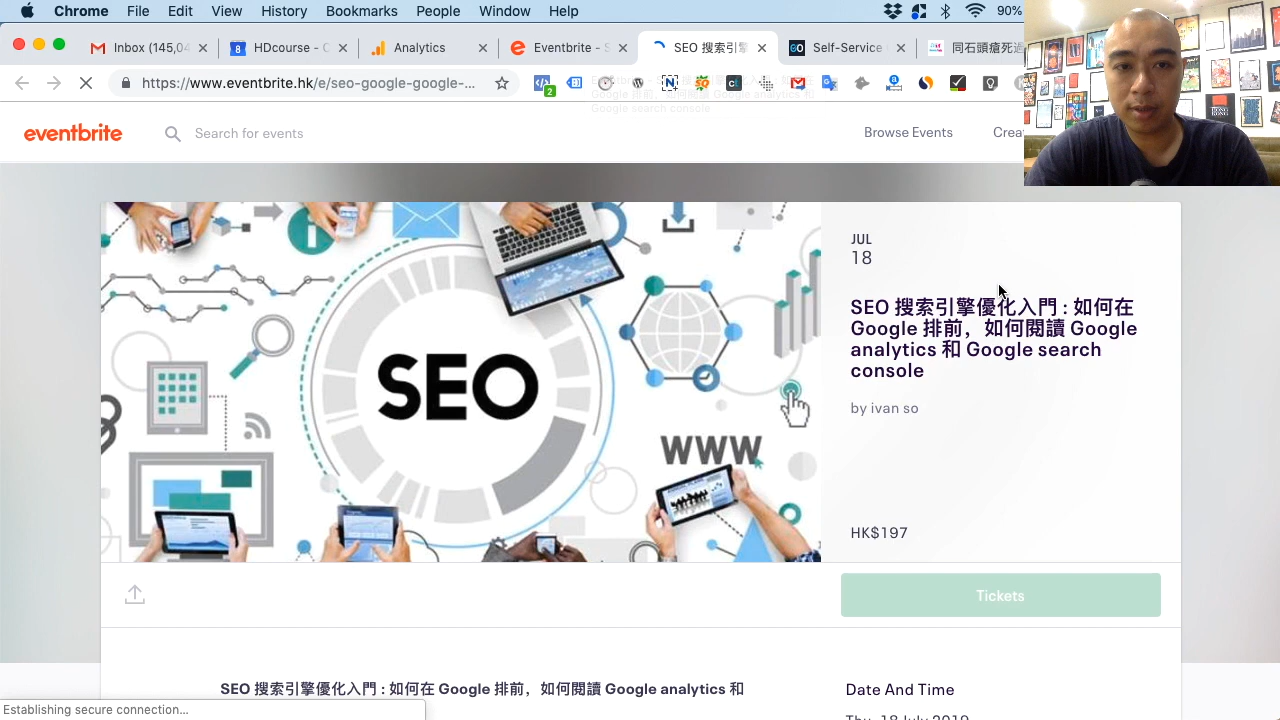 Chrome File Edit View History Bookmarks People Window Help 90%
Inbox (145,04 HDcourse - C Analytics Eventbrite - S SEO 搜索引擎 Self-Service 同石頭瘡死過
https://www.eventbrite.hk/e/seo-google-google-...
eventbrite Search for events Browse Events Crea
SEO
WWW
JUL
18
SEO 搜索引擎優化入門 : 如何在
Google 排前，如何閱讀 Google
analytics 和 Google search
console
by ivan so
HK$197
Tickets
SEO 搜索引擎優化入門 : 如何在 Google 排前，如何閱讀 Google analytics 和
Date And Time
Thu, 18 July 2019
Establishing secure connection...